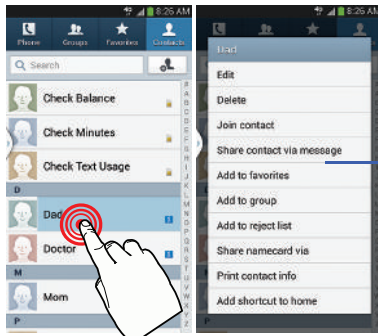 8:26 AM
Phone Groups Favorites Contacts
Search
Check Balance
Check Minutes
Check Text Usage
D
Dad
Doctor
M
Mom
P
8:26 AM
Dad
Edit
Delete
Join contact
Share contact via message
Add to favorites
Add to group
Add to reject list
Share namecard via
Print contact info
Add shortcut to home